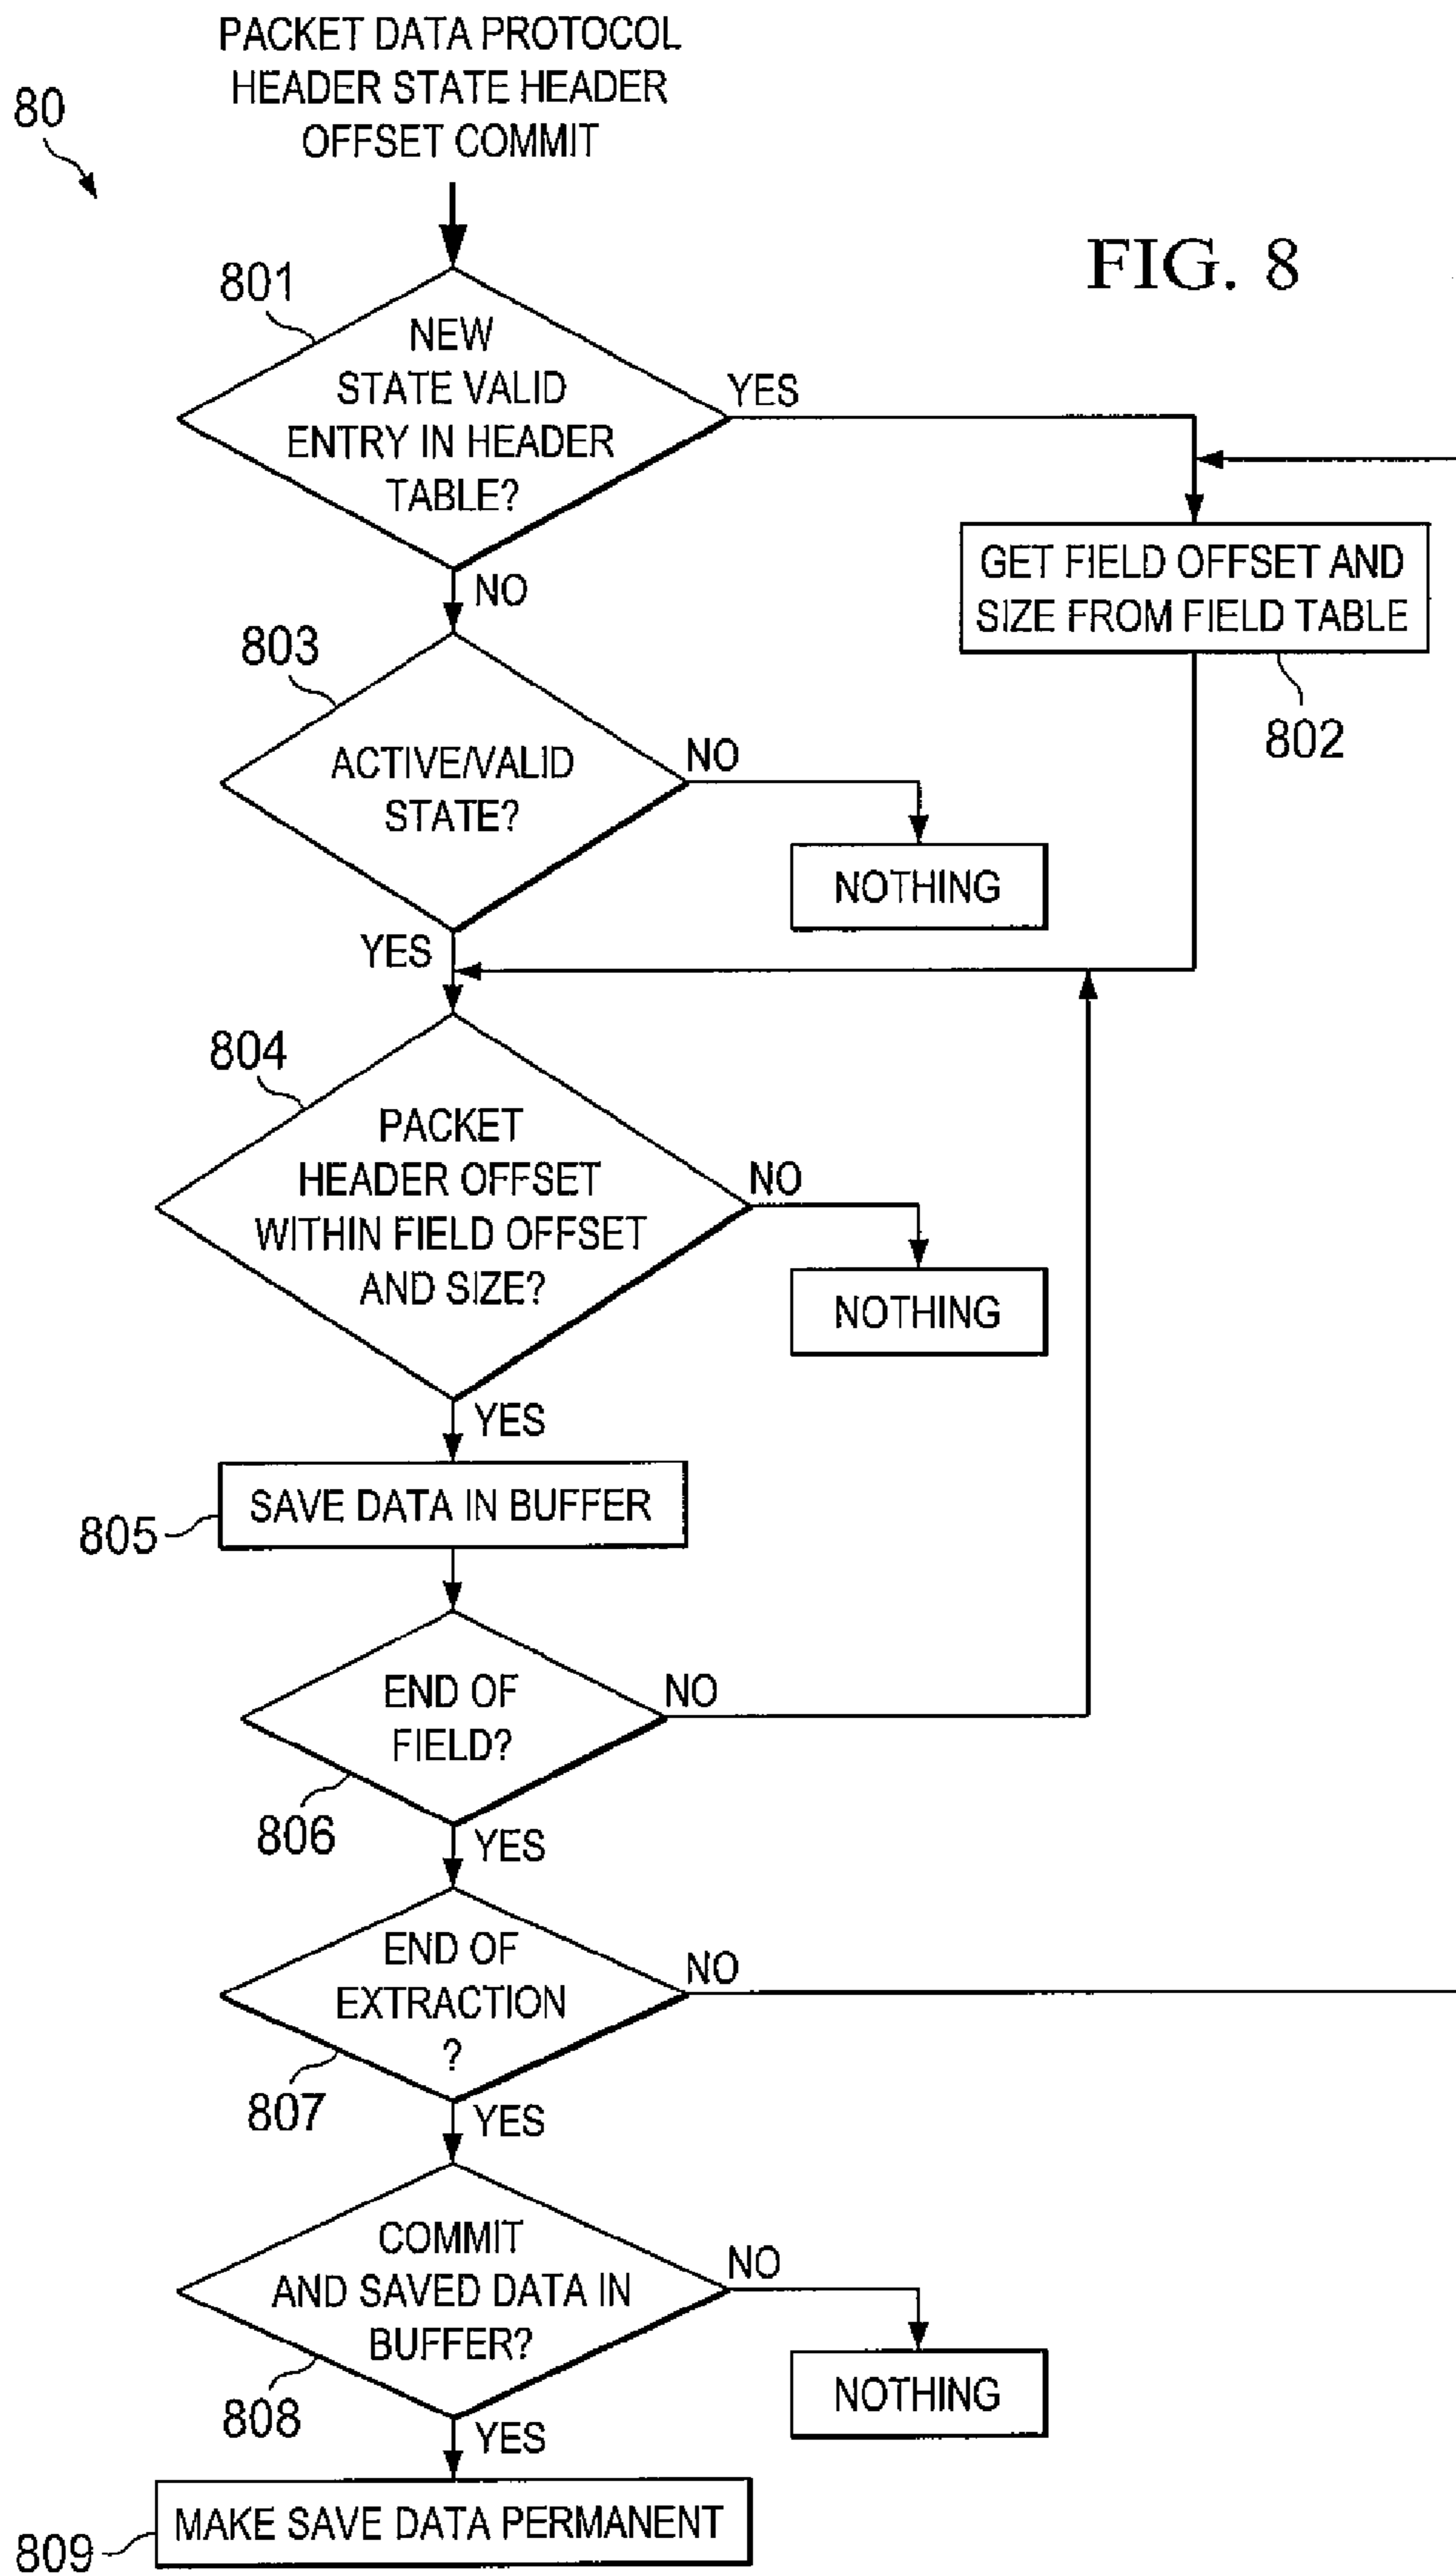 PACKET DATA PROTOCOL
HEADER STATE HEADER
OFFSET COMMIT
80
FIG. 8
801
NEW
STATE VALID
ENTRY IN HEADER
TABLE?
YES
NO
GET FIELD OFFSET AND
SIZE FROM FIELD TABLE
802
803
ACTIVE/VALID
STATE?
NO
NOTHING
YES
804
PACKET
HEADER OFFSET
WITHIN FIELD OFFSET
AND SIZE?
NO
NOTHING
YES
SAVE DATA IN BUFFER
805
END OF
FIELD?
NO
806
YES
END OF
EXTRACTION
?
NO
807
YES
COMMIT
AND SAVED DATA IN
BUFFER?
NO
NOTHING
808
YES
MAKE SAVE DATA PERMANENT
809